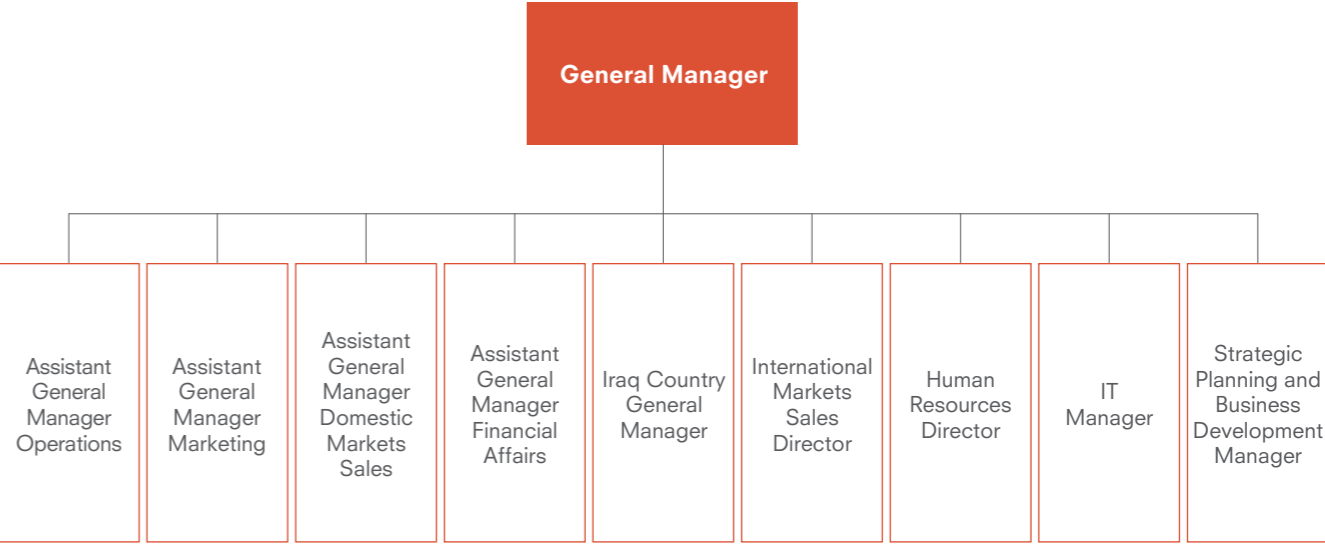 General Manager
Assistant
General
Manager
Operations
Assistant
General
Manager
Marketing
Assistant
General
Manager
Domestic
Markets
Sales
Assistant
General
Manager
Financial
Affairs
Iraq Country
General
Manager
International
Markets
Sales
Director
Human
Resources
Director
IT
Manager
Strategic
Planning and
Business
Development
Manager